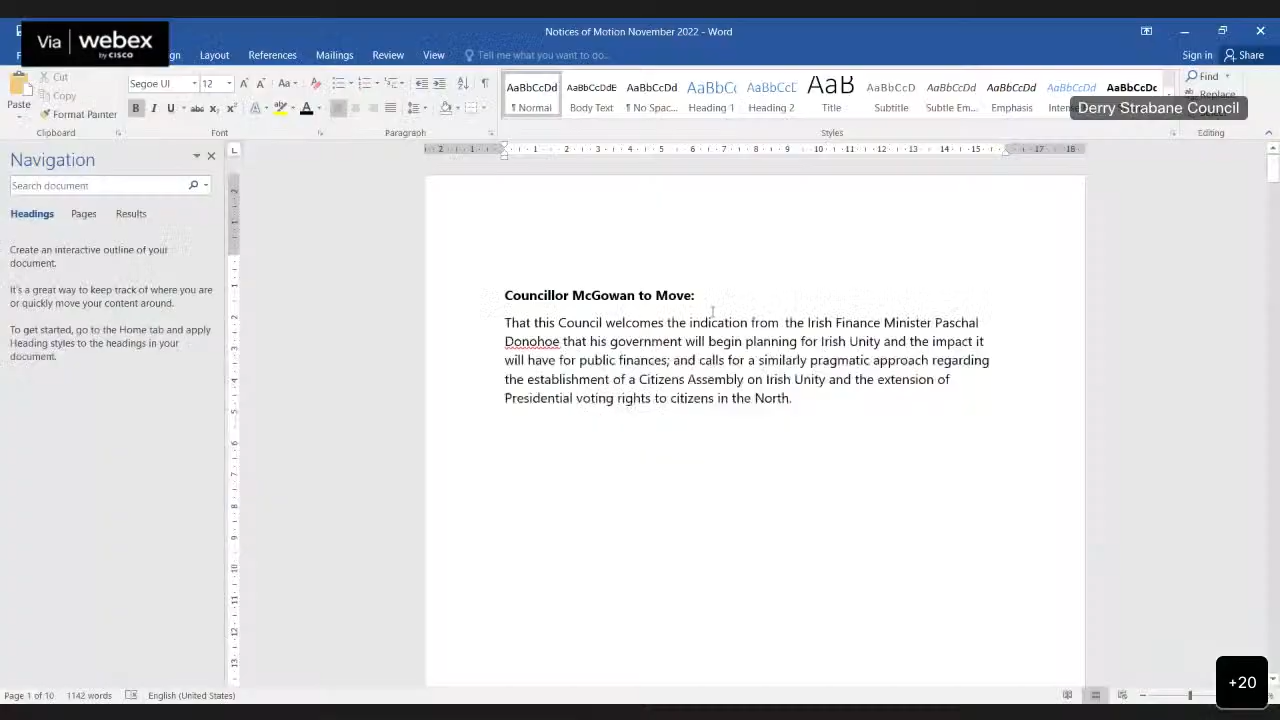 Via webex
by CISCO
Notices of Motion November 2022 - Word
Layout References Mailings Review View Tell me what you want to do...
Sign in Share
Paste
Cut
Copy
Format Painter
Clipboard
Segoe UI 12
Font
Paragraph
AaBbCcDd AaBbCcDdE AaBbCcDd AaBbC AaBbCcD AaB AaBbCcD AaBbCcDd AaBbCcDd AaBbCcDd AaBbCcDc
¶ Normal Body Text ¶ No Spac... Heading 1 Heading 2 Title Subtitle Subtle Em... Emphasis
Styles
Find
Replace
Editing
Derry Strabane Council
Navigation
Search document
Headings Pages Results
Create an interactive outline of your
document.
It's a great way to keep track of where you are
or quickly move your content around.
To get started, go to the Home tab and apply
Heading styles to the headings in your
document.
Councillor McGowan to Move:
That this Council welcomes the indication from the Irish Finance Minister Paschal
Donohoe that his government will begin planning for Irish Unity and the impact it
will have for public finances; and calls for a similarly pragmatic approach regarding
the establishment of a Citizens Assembly on Irish Unity and the extension of
Presidential voting rights to citizens in the North.
Page 1 of 10 1142 words English (United States)
+20